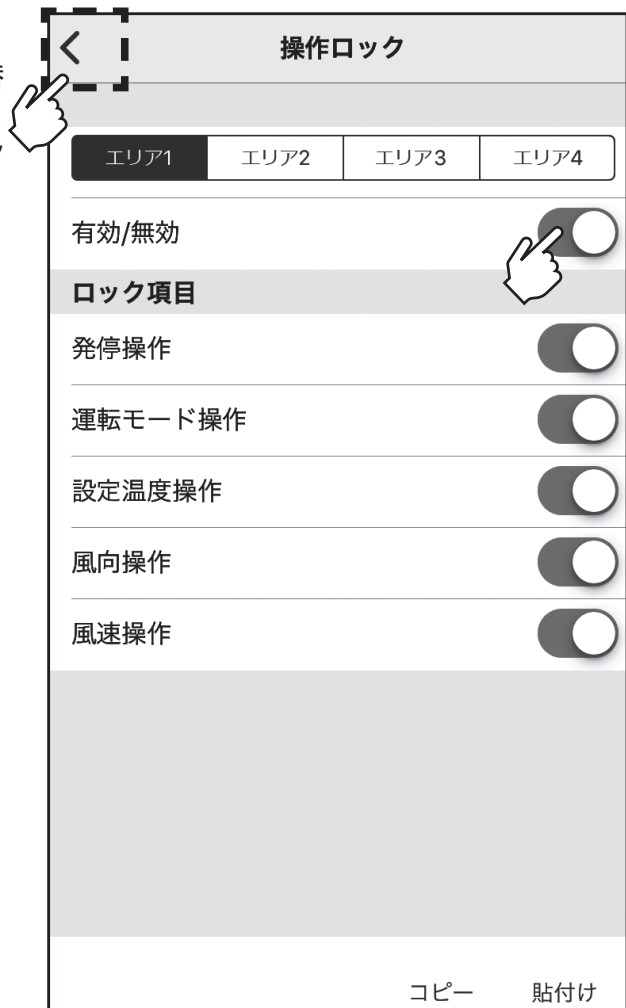 操作ロック
エリア1 エリア2 エリア3 エリア4
有効/無効
ロック項目
発停操作
運転モード操作
設定温度操作
風向操作
風速操作
コピー 貼付け